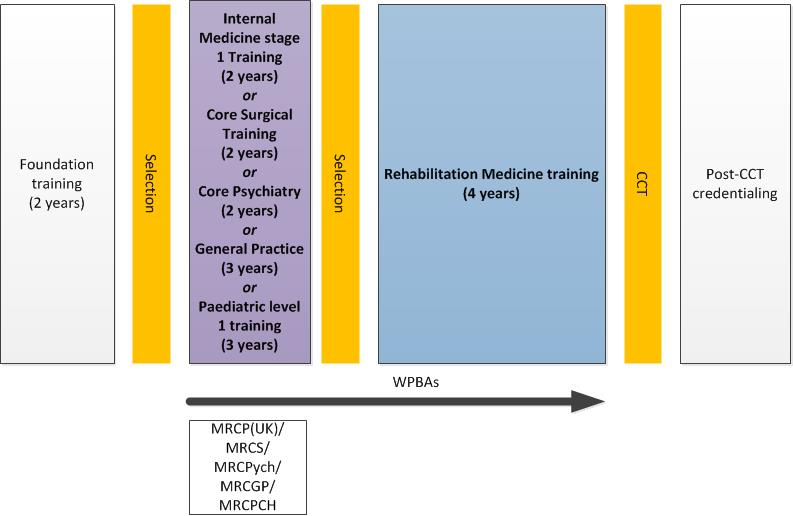 Foundation
training
(2 years)
Selection
Internal
Medicine stage
1 Training
(2 years)
or
Core Surgical
Training
(2 years)
or
Core Psychiatry
(2 years)
or
General Practice
(3 years)
or
Paediatric level
1 training
(3 years)
Selection
Rehabilitation Medicine training
(4 years)
CCT
Post-CCT
credentialing
WPBAs
MRCP(UK)/
MRCS/
MRCPych/
MRCGP/
MRCPCH